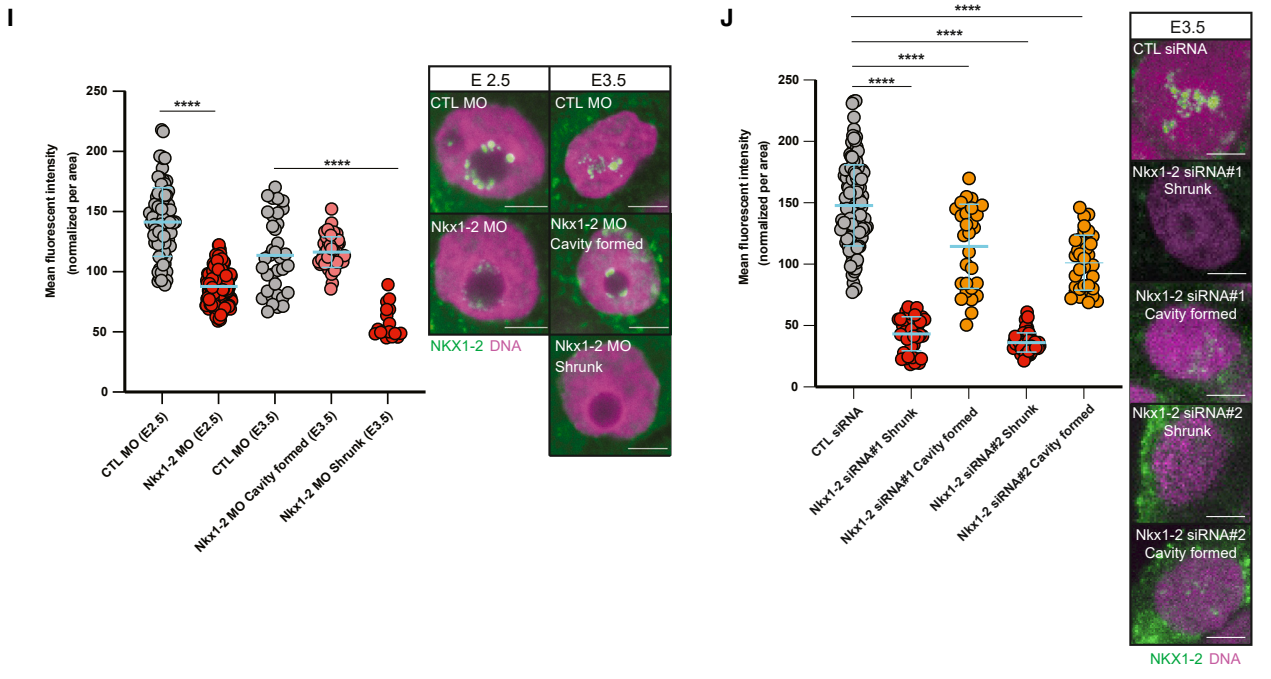 I
Mean fluorescent intensity
(normalized per area)
250
200
150
100
50
0
****
****
CTL MO (E2.5)
Nkx1-2 MO (E2.5)
CTL MO (E3.5)
Nkx1-2 MO Cavity formed (E3.5)
Nkx1-2 MO Shrunk (E3.5)
E 2.5
E3.5
CTL MO
CTL MO
Nkx1-2 MO
Nkx1-2 MO
Cavity formed
NKX1-2 DNA
Nkx1-2 MO
Shrunk
J
Mean fluorescent intensity
(normalized per area)
250
200
150
100
50
0
****
****
****
****
CTL siRNA
Nkx1-2 siRNA#1 Shrunk
Nkx1-2 siRNA#1 Cavity formed
Nkx1-2 siRNA#2 Shrunk
Nkx1-2 siRNA#2 Cavity formed
E3.5
CTL siRNA
Nkx1-2 siRNA#1
Shrunk
Nkx1-2 siRNA#1
Cavity formed
Nkx1-2 siRNA#2
Shrunk
Nkx1-2 siRNA#2
Cavity formed
NKX1-2 DNA